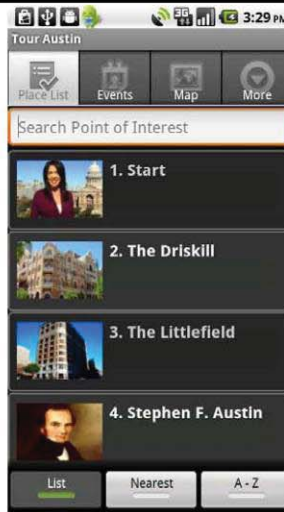 3G
3:29 PM
Tour Austin
Place List
Events
Map
More
Search Point of Interest
1. Start
2. The Driskill
3. The Littlefield
4. Stephen F. Austin
List
Nearest
A - Z